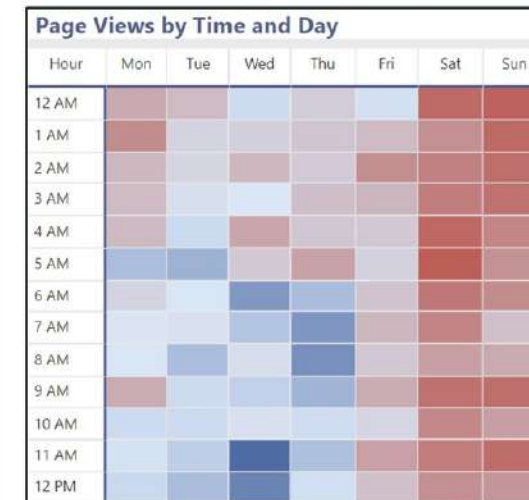 Page Views by Time and Day
Hour Mon Tue Wed Thu Fri Sat Sun
12 AM
1 AM
2 AM
3 AM
4 AM
5 AM
6 AM
7 AM
8 AM
9 AM
10 AM
11 AM
12 PM